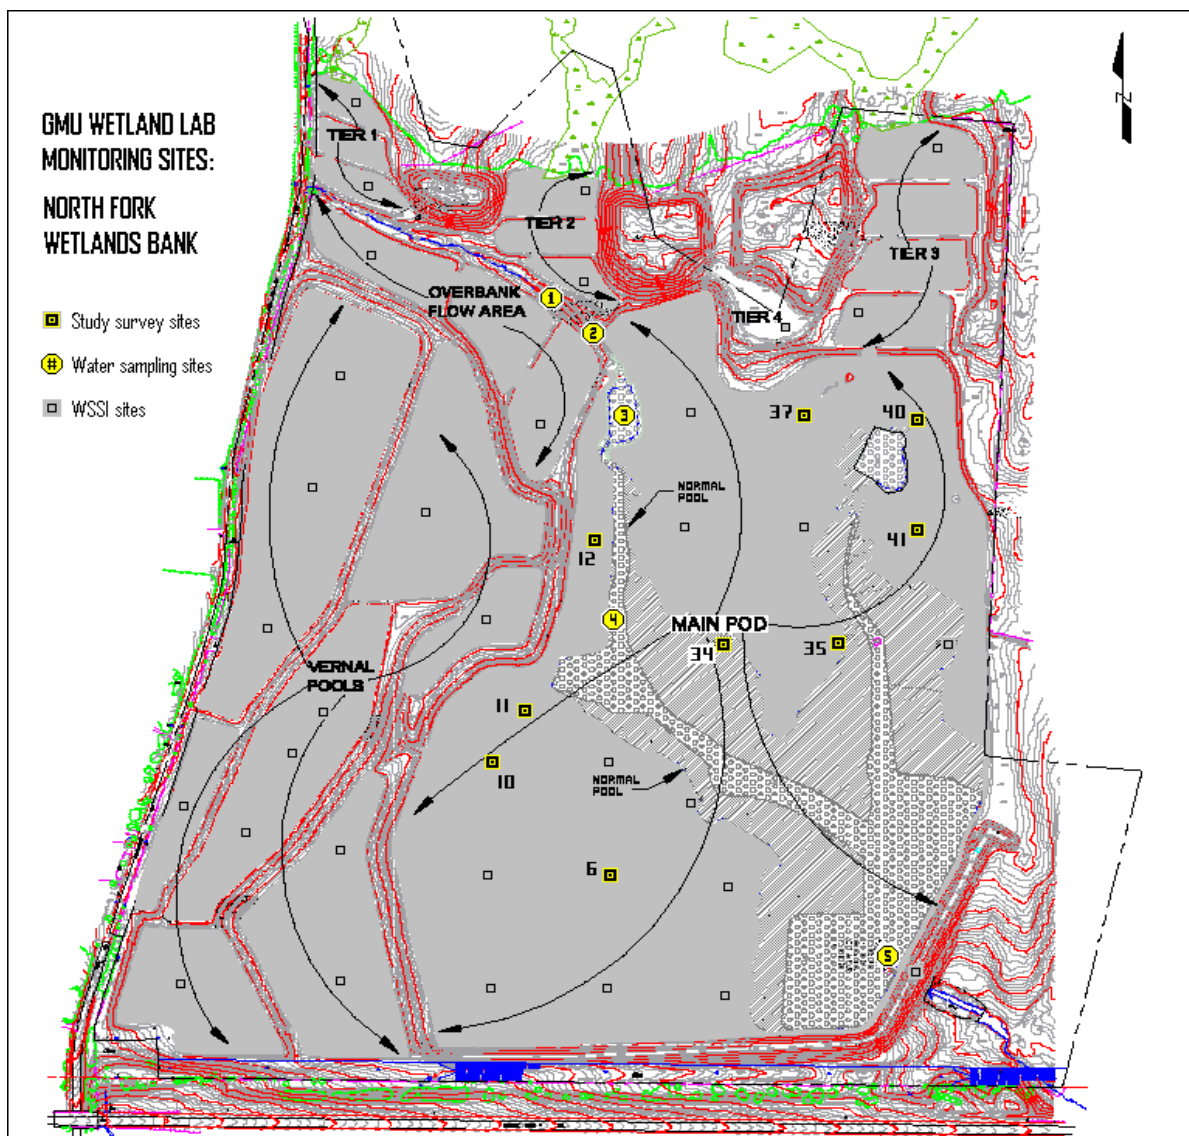 GMU WETLAND LAB
MONITORING SITES:
NORTH FORK
WETLANDS BANK
Study survey sites
# Water sampling sites
WSSI sites
N
TIER 1
TIER 2
TIER 3
TIER 4
OVERBANK
FLOW AREA
1
2
3
37
40
NORMAL
POOL
12
41
4
MAIN POD
34
35
VERNAL
POOLS
11
10
NORMAL
POOL
6
5